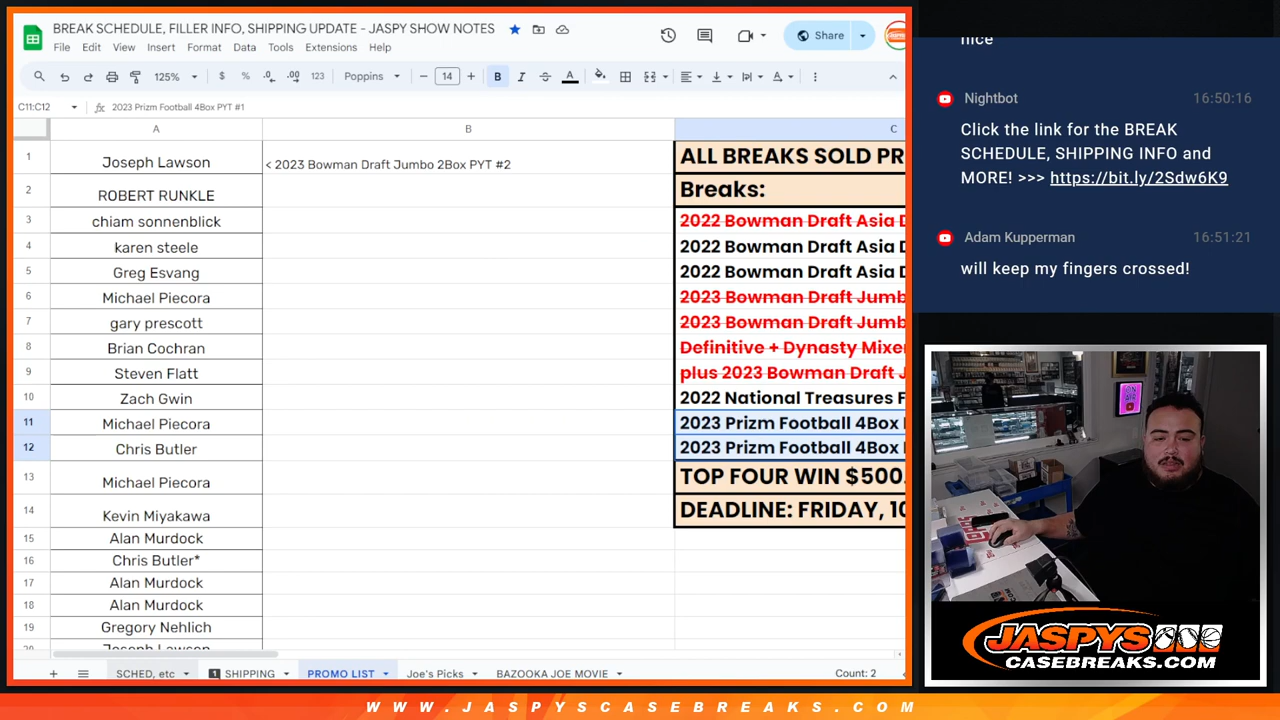 BREAK SCHEDULE, FILLER INFO, SHIPPING UPDATE - JASPY SHOW NOTES
File Edit View Insert Format Data Tools Extensions Help
Share
125% $ % .0 .00 123 Poppins 14 B I A
C11:C12 fx 2023 Prizm Football 4Box PYT #1
A B C
1 Joseph Lawson < 2023 Bowman Draft Jumbo 2Box PYT #2 ALL BREAKS SOLD PR
2 ROBERT RUNKLE Breaks:
3 chiam sonnenblick 2022 Bowman Draft Asia D
4 karen steele 2022 Bowman Draft Asia D
5 Greg Esvang 2022 Bowman Draft Asia D
6 Michael Piecora 2023 Bowman Draft Jumb
7 gary prescott 2023 Bowman Draft Jumb
8 Brian Cochran Definitive + Dynasty Mixe
9 Steven Flatt plus 2023 Bowman Draft J
10 Zach Gwin 2022 National Treasures F
11 Michael Piecora 2023 Prizm Football 4Box
12 Chris Butler 2023 Prizm Football 4Box
13 Michael Piecora TOP FOUR WIN $500
14 Kevin Miyakawa DEADLINE: FRIDAY, 10
15 Alan Murdock
16 Chris Butler*
17 Alan Murdock
18 Alan Murdock
19 Gregory Nehlich
Joseph Lawson
SCHED, etc 1 SHIPPING PROMO LIST Joe's Picks BAZOOKA JOE MOVIE Count: 2
nice
Nightbot 16:50:16
Click the link for the BREAK
SCHEDULE, SHIPPING INFO and
MORE! >>> https://bit.ly/2Sdw6K9
Adam Kupperman 16:51:21
will keep my fingers crossed!
ON AIR
JASPYS
CASEBREAKS.COM
WWW.JASPYSCASEBREAKS.COM